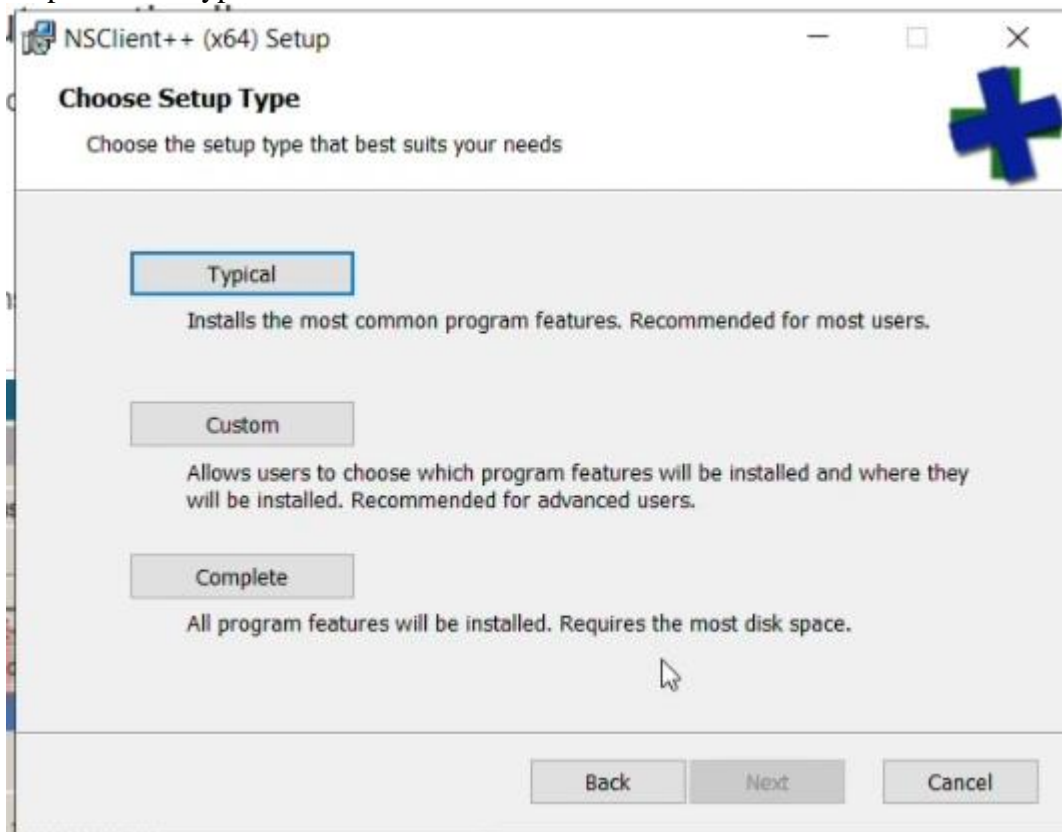 NSClient++ (x64) Setup
Choose Setup Type
Choose the setup type that best suits your needs
Typical
Installs the most common program features. Recommended for most users.
Custom
Allows users to choose which program features will be installed and where they
will be installed. Recommended for advanced users.
Complete
All program features will be installed. Requires the most disk space.
Back
Next
Cancel